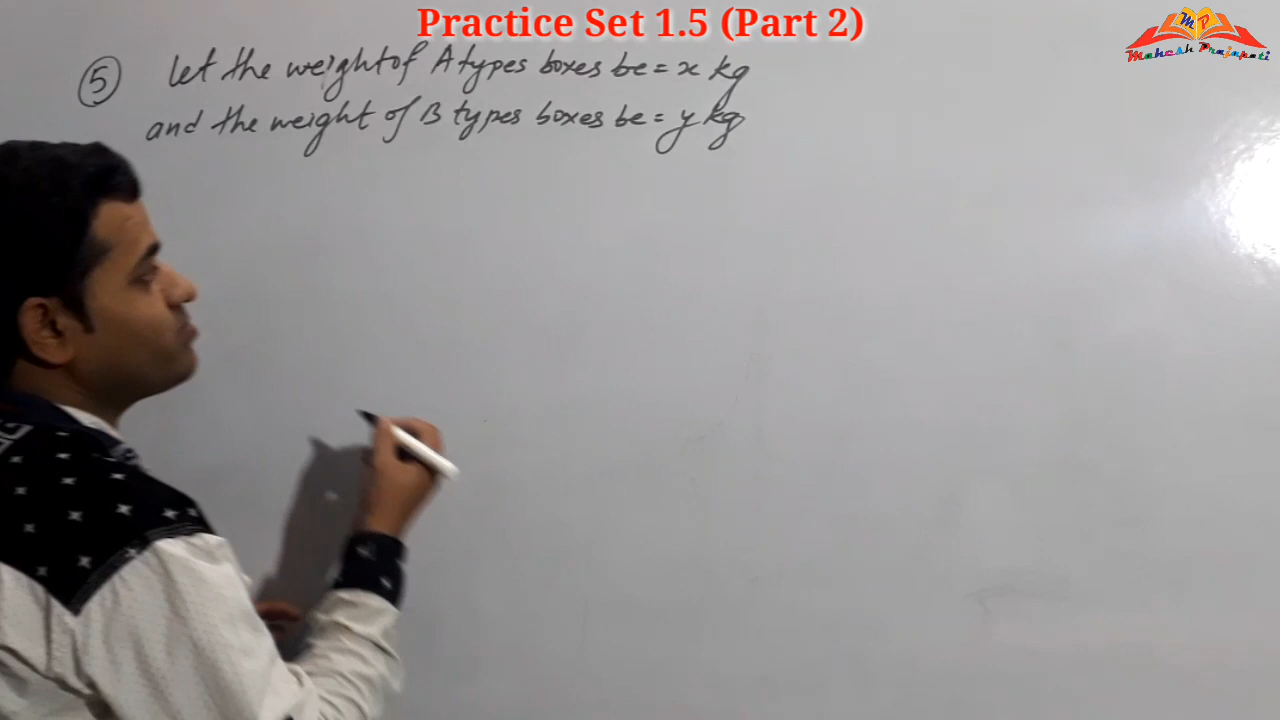 Practice Set 1.5 (Part 2)
MP
Mahesh Prajapati
5 Let the weight of A types boxes be = x kg
and the weight of B types boxes be = y kg